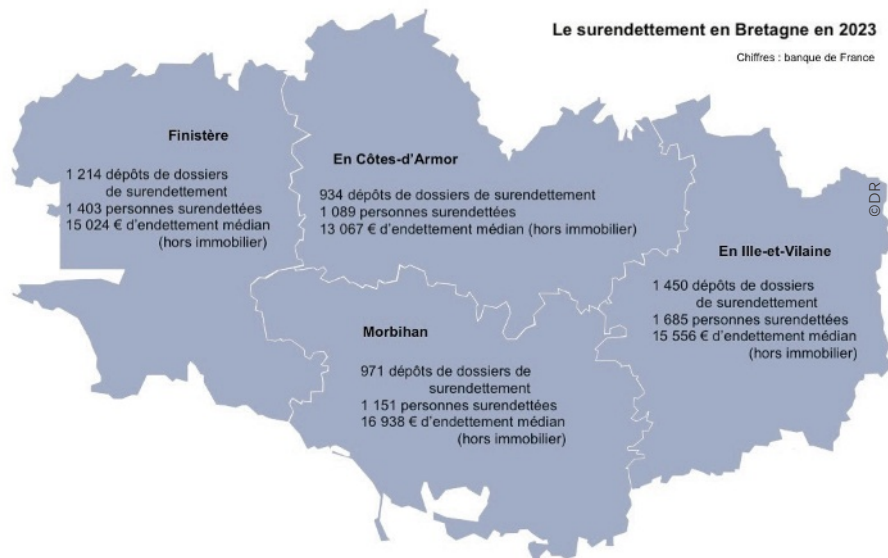 Le surendettement en Bretagne en 2023
Chiffres : banque de France
Finistère
1 214 dépôts de dossiers
de surendettement
1 403 personnes surendettées
15 024 € d'endettement médian
(hors immobilier)
En Côtes-d'Armor
934 dépôts de dossiers de surendettement
1 089 personnes surendettées
13 067 € d'endettement médian (hors immobilier)
©DR
En Ille-et-Vilaine
1 450 dépôts de dossiers
de surendettement
1 685 personnes surendettées
15 556 € d'endettement médian
(hors immobilier)
Morbihan
971 dépôts de dossiers de
surendettement
1 151 personnes surendettées
16 938 € d'endettement médian
(hors immobilier)